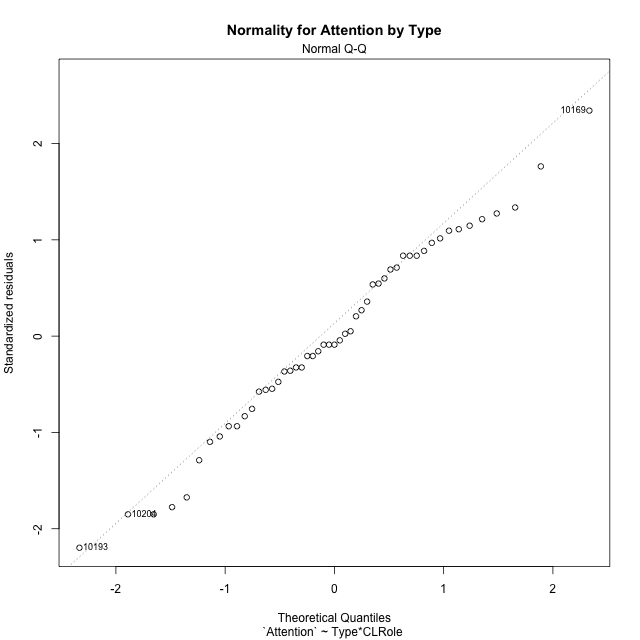 Normality for Attention by Type
Normal Q-Q
Standardized residuals
2
1
0
-1
-2
10169
10193
-2
-1
0
1
2
Theoretical Quantiles
`Attention` ~ Type*CLRole